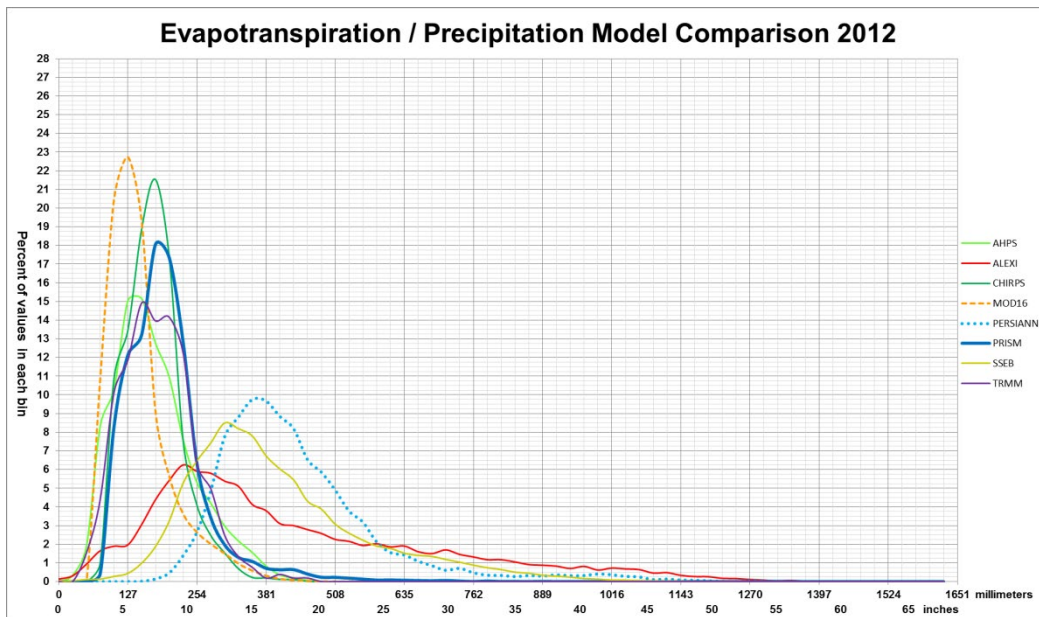 Evapotranspiration / Precipitation Model Comparison 2012
28
27
26
25
24
23
22
21
20
19
18
17
16
15
14
13
12
11
10
9
8
7
6
5
4
3
2
1
0
Percent of values in each bin
AHPS
ALEXI
CHIRPS
MOD16
PERSIANN
PRISM
SSEB
TRMM
0 127 254 381 508 635 762 889 1016 1143 1270 1397 1524 1651 millimeters
0 5 10 15 20 25 30 35 40 45 50 55 60 65 inches